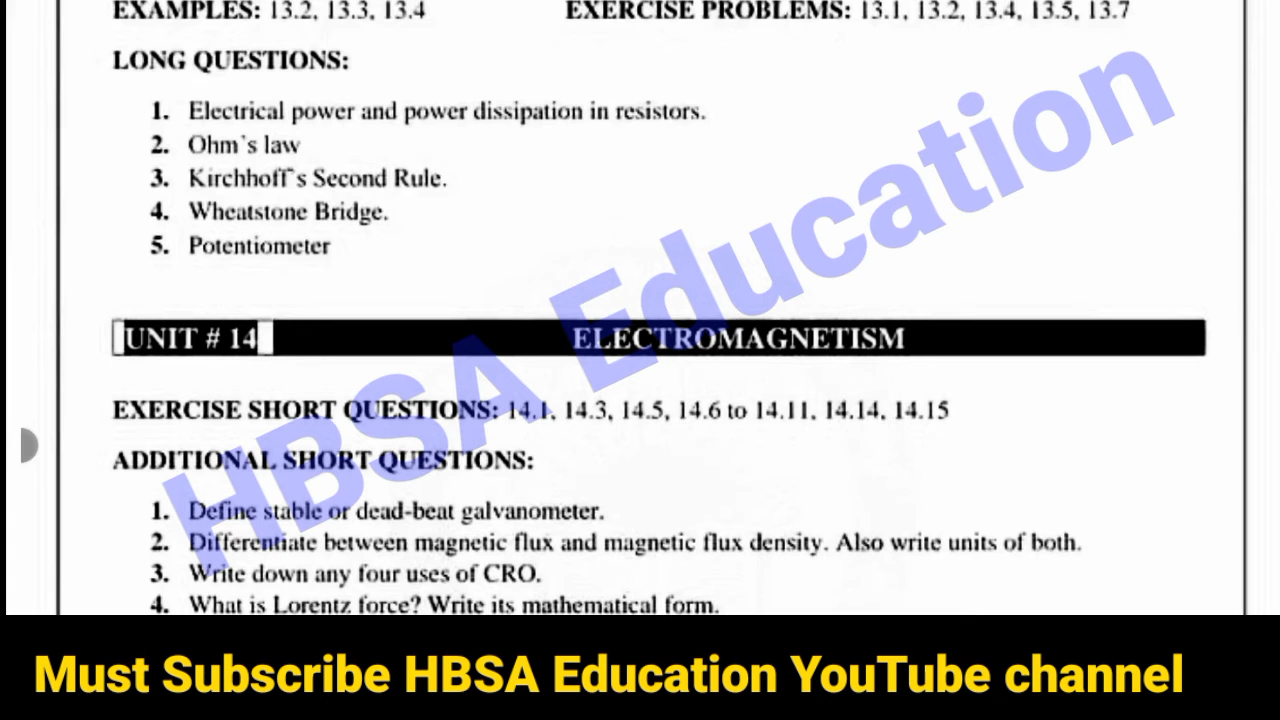 EXAMPLES: 13.2, 13.3, 13.4 EXERCISE PROBLEMS: 13.1, 13.2, 13.4, 13.5, 13.7
LONG QUESTIONS:
1. Electrical power and power dissipation in resistors.
2. Ohm's law
3. Kirchhoff's Second Rule.
4. Wheatstone Bridge.
5. Potentiometer
UNIT # 14 ELECTROMAGNETISM
EXERCISE SHORT QUESTIONS: 14.1, 14.3, 14.5, 14.6 to 14.11, 14.14, 14.15
ADDITIONAL SHORT QUESTIONS:
1. Define stable or dead-beat galvanometer.
2. Differentiate between magnetic flux and magnetic flux density. Also write units of both.
3. Write down any four uses of CRO.
4. What is Lorentz force? Write its mathematical form.
HBSA Education
Must Subscribe HBSA Education YouTube channel